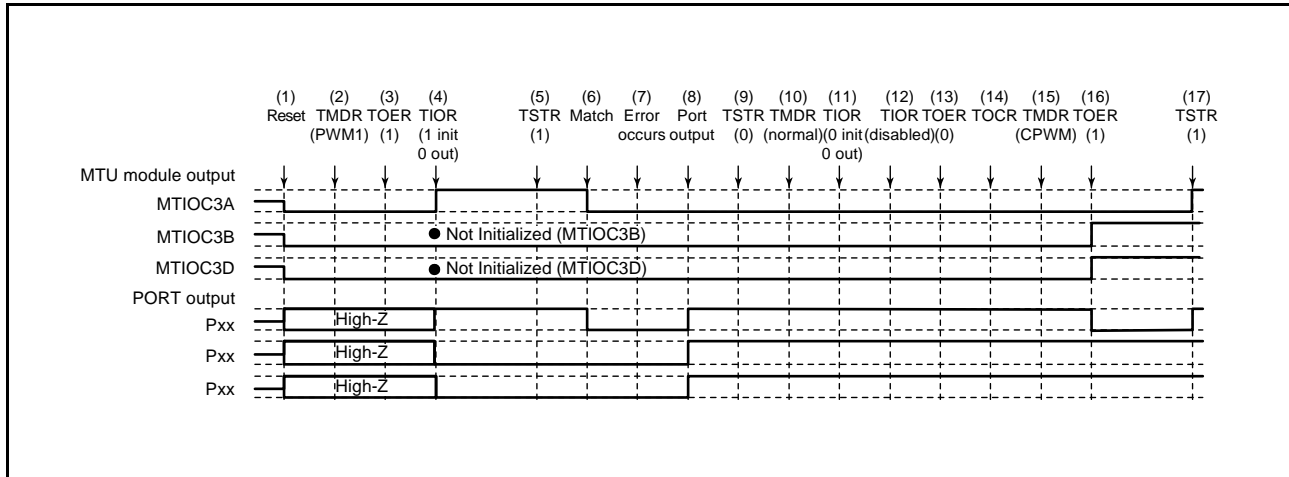 (1) (2) (3) (4) (5) (6) (7) (8) (9) (10) (11) (12) (13) (14) (15) (16) (17)
Reset TMDR TOER TIOR TSTR Match Error Port TSTR TMDR TIOR TIOR TOER TOCR TMDR TOER TSTR
(PWM1) (1) (1 init (1) occurs output (0) (normal) (0 init (disabled) (0) (CPWM) (1) (1)
0 out) 0 out)
MTU module output
MTIOC3A
MTIOC3B ● Not Initialized (MTIOC3B)
MTIOC3D ● Not Initialized (MTIOC3D)
PORT output
Pxx High-Z
Pxx High-Z
Pxx High-Z